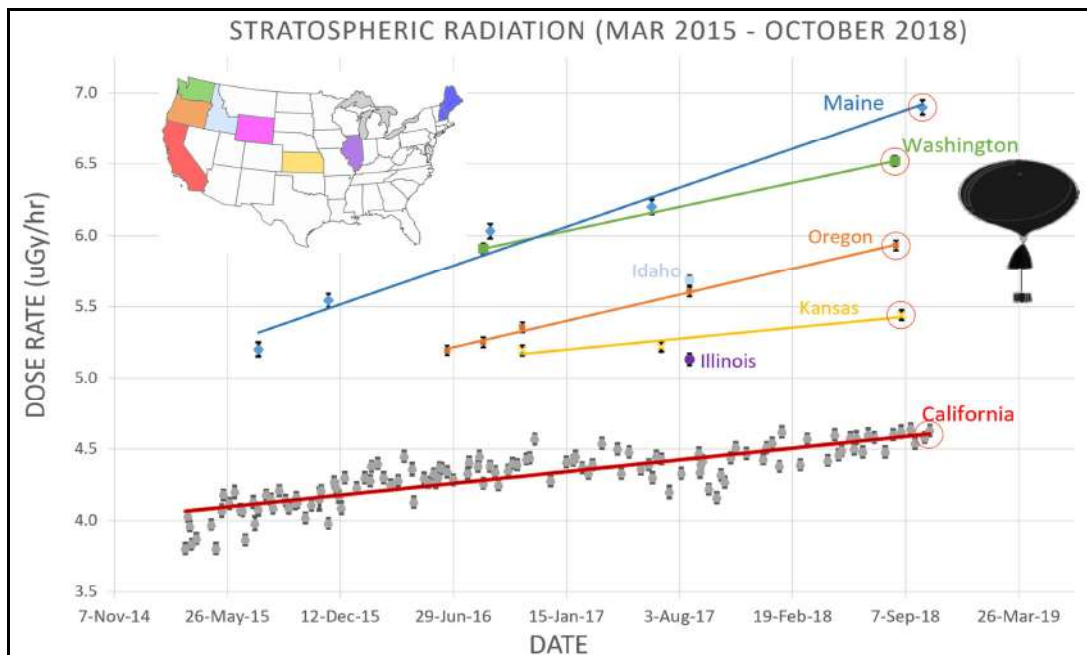 STRATOSPHERIC RADIATION (MAR 2015 - OCTOBER 2018)
7.0
6.5
6.0
5.5
5.0
4.5
4.0
3.5
DOSE RATE (uGy/hr)
Maine
Washington
Oregon
Idaho
Kansas
Illinois
California
7-Nov-14 26-May-15 12-Dec-15 29-Jun-16 15-Jan-17 3-Aug-17 19-Feb-18 7-Sep-18 26-Mar-19
DATE